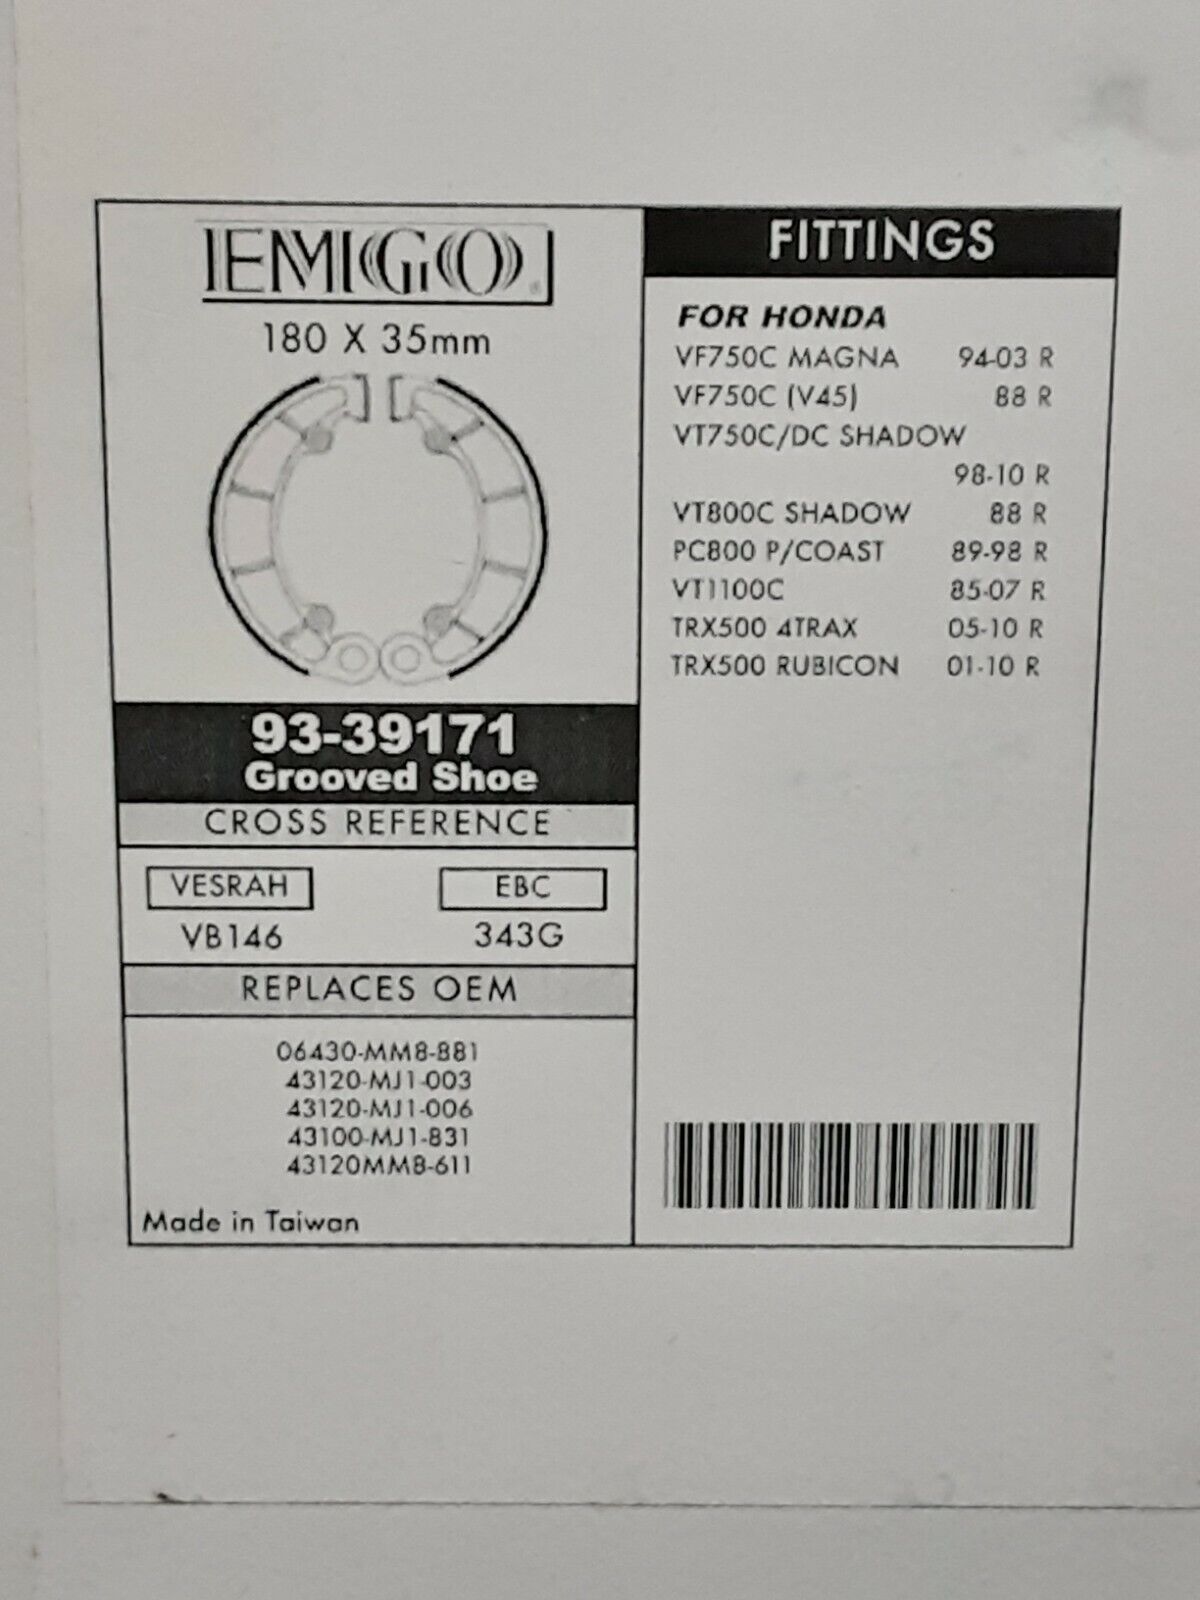 EMGO®
180 X 35mm
93-39171
Grooved Shoe
CROSS REFERENCE
VESRAH EBC
VB146 343G
REPLACES OEM
06430-MM8-881
43120-MJ1-003
43120-MJ1-006
43100-MJ1-831
43120MM8-611
Made in Taiwan
FITTINGS
FOR HONDA
VF750C MAGNA 94-03 R
VF750C (V45) 88 R
VT750C/DC SHADOW
98-10 R
VT800C SHADOW 88 R
PC800 P/COAST 89-98 R
VT1100C 85-07 R
TRX500 4TRAX 05-10 R
TRX500 RUBICON 01-10 R